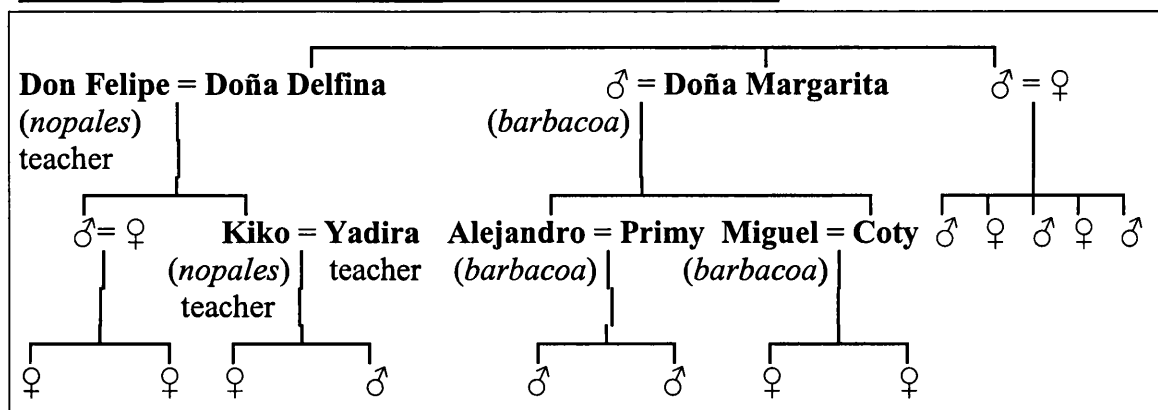 Don Felipe = Doña Delfina ♂ = Doña Margarita ♂ = ♀
(nopales) (barbacoa)
teacher
♂= ♀ Kiko = Yadira Alejandro = Primy Miguel = Coty ♂ ♀ ♂ ♀ ♂
(nopales) teacher (barbacoa) (barbacoa)
teacher
♀ ♀ ♀ ♂ ♂ ♂ ♀ ♀